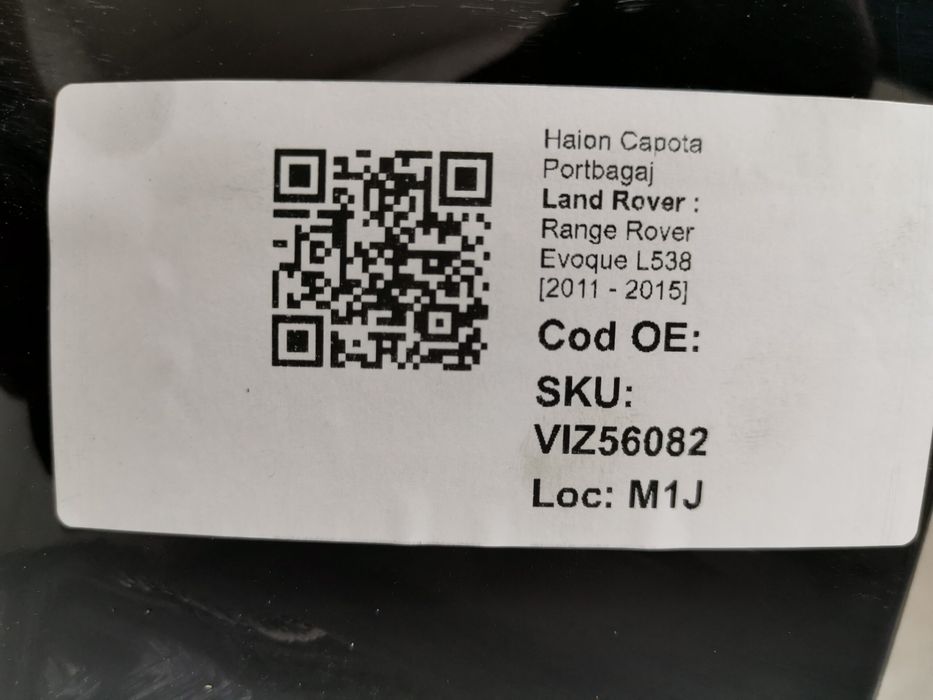 Haion Capota
Portbagaj
Land Rover :
Range Rover
Evoque L538
[2011 - 2015]
Cod OE:
SKU:
VIZ56082
Loc: M1J